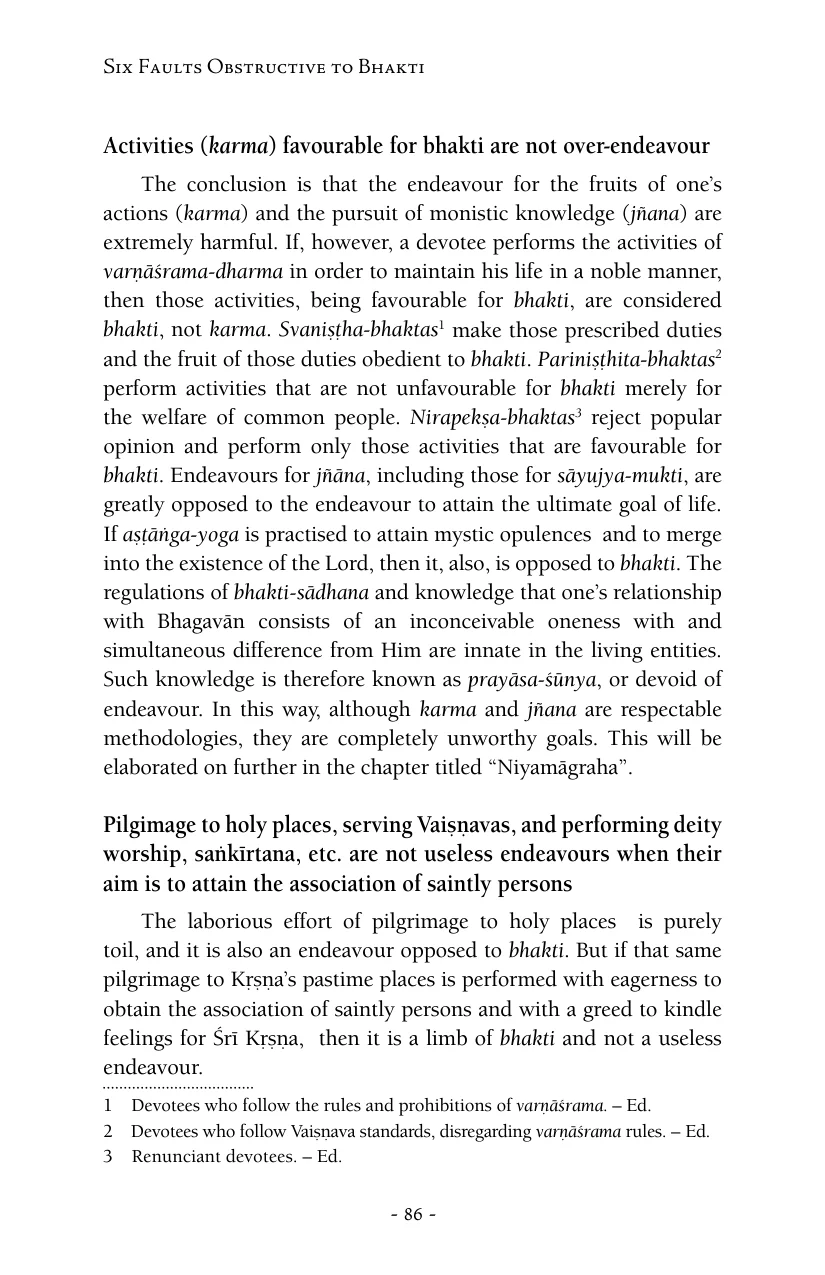 Six Faults Obstructive to Bhakti
Activities (karma) favourable for bhakti are not over-endeavour
The conclusion is that the endeavour for the fruits of one’s
actions (karma) and the pursuit of monistic knowledge (jñana) are
extremely harmful. If, however, a devotee performs the activities of
varṇāśrama-dharma in order to maintain his life in a noble manner,
then those activities, being favourable for bhakti, are considered
bhakti, not karma. Svaniṣṭha-bhaktas¹ make those prescribed duties
and the fruit of those duties obedient to bhakti. Pariniṣṭhita-bhaktas²
perform activities that are not unfavourable for bhakti merely for
the welfare of common people. Nirapekṣa-bhaktas³ reject popular
opinion and perform only those activities that are favourable for
bhakti. Endeavours for jñāna, including those for sāyujya-mukti, are
greatly opposed to the endeavour to attain the ultimate goal of life.
If aṣṭāṅga-yoga is practised to attain mystic opulences and to merge
into the existence of the Lord, then it, also, is opposed to bhakti. The
regulations of bhakti-sādhana and knowledge that one’s relationship
with Bhagavān consists of an inconceivable oneness with and
simultaneous difference from Him are innate in the living entities.
Such knowledge is therefore known as prayāsa-śūnya, or devoid of
endeavour. In this way, although karma and jñana are respectable
methodologies, they are completely unworthy goals. This will be
elaborated on further in the chapter titled “Niyamāgraha”.
Pilgimage to holy places, serving Vaiṣṇavas, and performing deity
worship, saṅkīrtana, etc. are not useless endeavours when their
aim is to attain the association of saintly persons
The laborious effort of pilgrimage to holy places is purely
toil, and it is also an endeavour opposed to bhakti. But if that same
pilgrimage to Kṛṣṇa’s pastime places is performed with eagerness to
obtain the association of saintly persons and with a greed to kindle
feelings for Śrī Kṛṣṇa, then it is a limb of bhakti and not a useless
endeavour.
1 Devotees who follow the rules and prohibitions of varṇāśrama. – Ed.
2 Devotees who follow Vaiṣṇava standards, disregarding varṇāśrama rules. – Ed.
3 Renunciant devotees. – Ed.
- 86 -